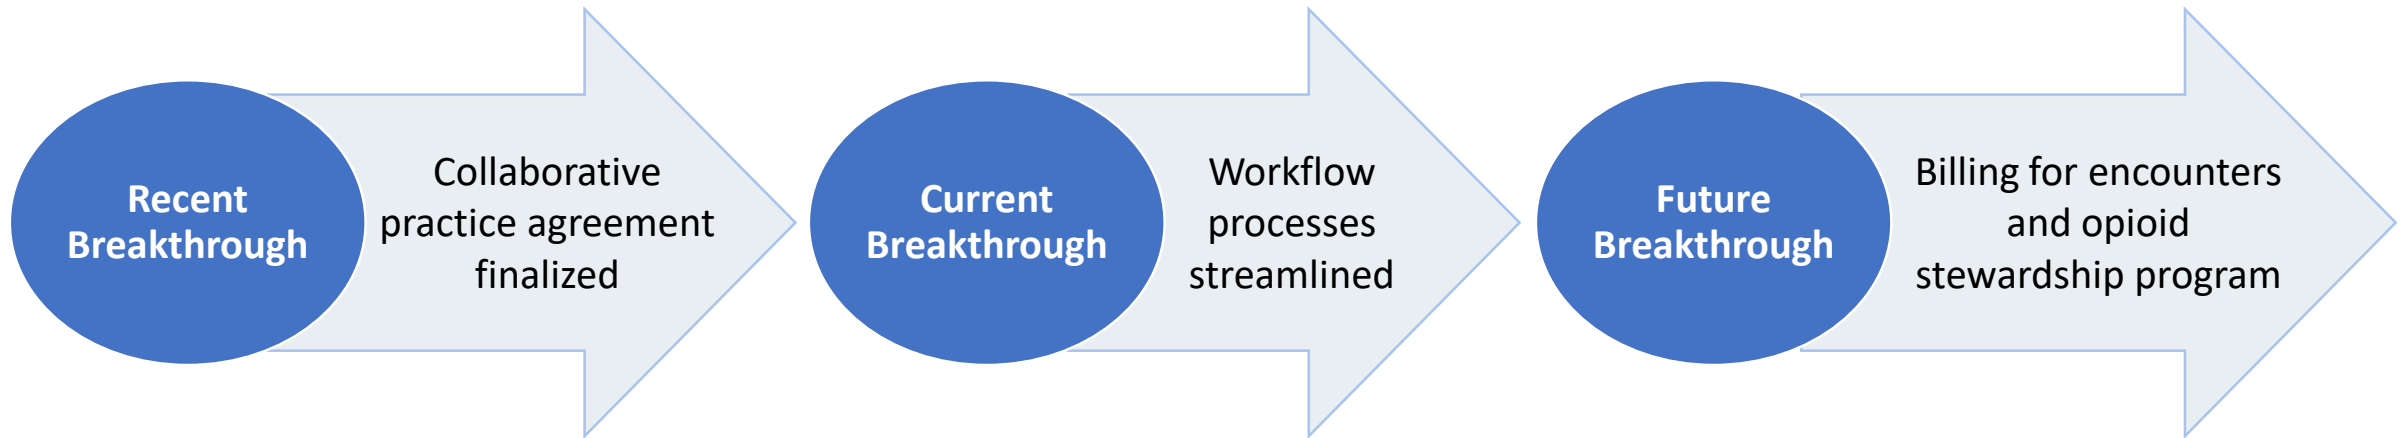 Recent
Breakthrough
Collaborative
practice agreement
finalized
Current
Breakthrough
Workflow
processes
streamlined
Future
Breakthrough
Billing for encounters
and opioid
stewardship program